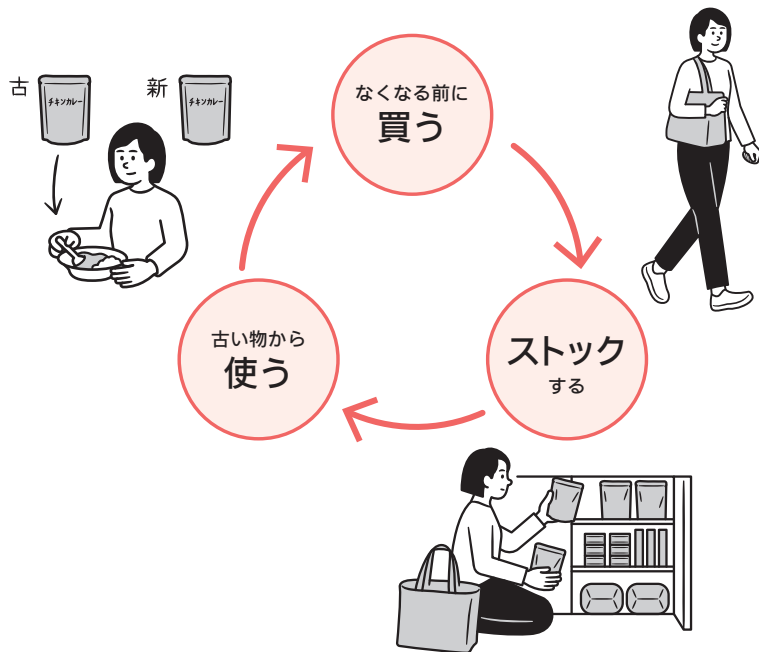 古
チキンカレー
新
チキンカレー
なくなる前に
買う
ストック
する
古い物から
使う